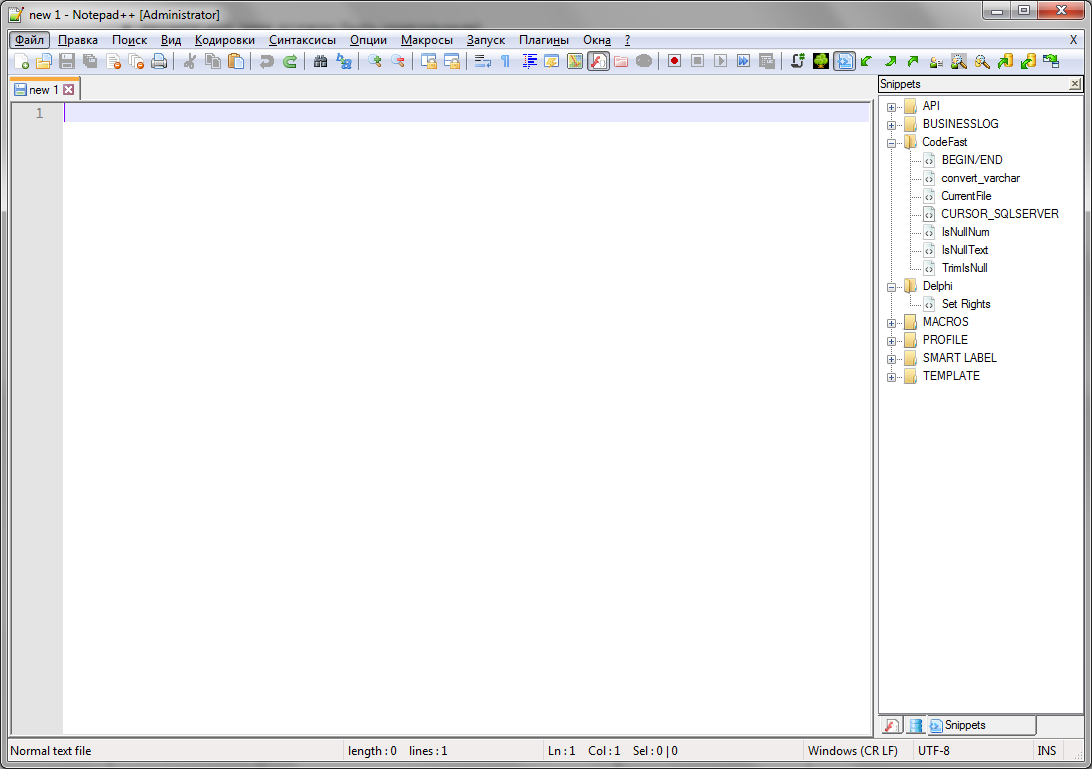 new 1 - Notepad++ [Administrator]
Файл Правка Поиск Вид Кодировки Синтаксисы Опции Макросы Запуск Плагины Окна ? X
new 1
Snippets
1
API
BUSINESSLOG
CodeFast
BEGIN/END
convert_varchar
CurrentFile
CURSOR_SQLSERVER
IsNullNum
IsNullText
TrimIsNull
Delphi
Set Rights
MACROS
PROFILE
SMART LABEL
TEMPLATE
Snippets
Normal text file length : 0 lines : 1 Ln : 1 Col : 1 Sel : 0 | 0 Windows (CR LF) UTF-8 INS